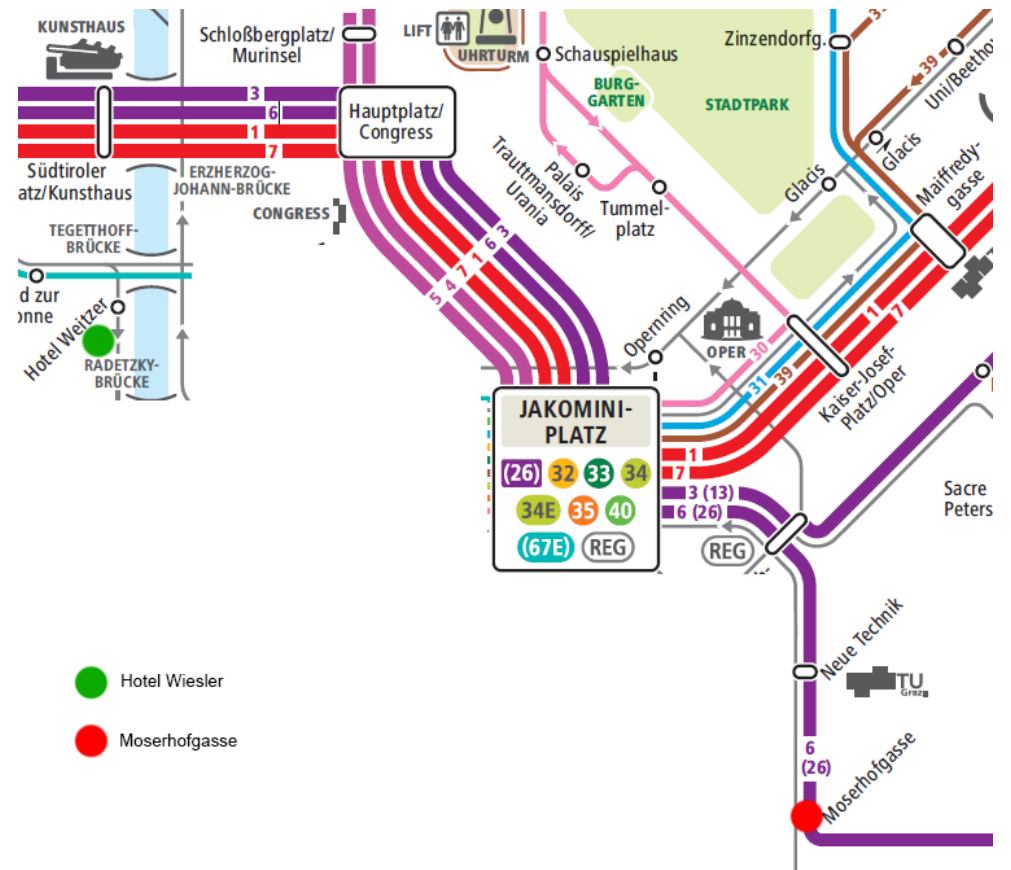 KUNSTHAUS
Schloßbergplatz/
Murinsel
LIFT
UHRTURM
Schauspielhaus
Zinzendorfg.
39
Uni/Beetho
BURG-
GARTEN
STADTPARK
3
6
1
7
Hauptplatz/
Congress
Südtiroler
atz/Kunsthaus
ERZHERZOG-
JOHANN-BRÜCKE
CONGRESS
TEGETTHOFF-
BRÜCKE
Trauttmansdorff/
Palais
Urania
Tummel-
platz
Glacis
Glacis
Maiffredy-
gasse
5 4 7 1 6 3
d zur
onne
Hotel Weitzer
RADETZKY-
BRÜCKE
Opernring
OPER
30
31
39
1
7
Kaiser-Josef-
Platz/Oper
JAKOMINI-
PLATZ
(26) 32 33 34
34E 35 40
(67E) REG
1
7
3 (13)
6 (26)
REG
Sacre
Peters
Neue Technik
TU
Graz
6
(26)
Moserhofgasse
Hotel Wiesler
Moserhofgasse